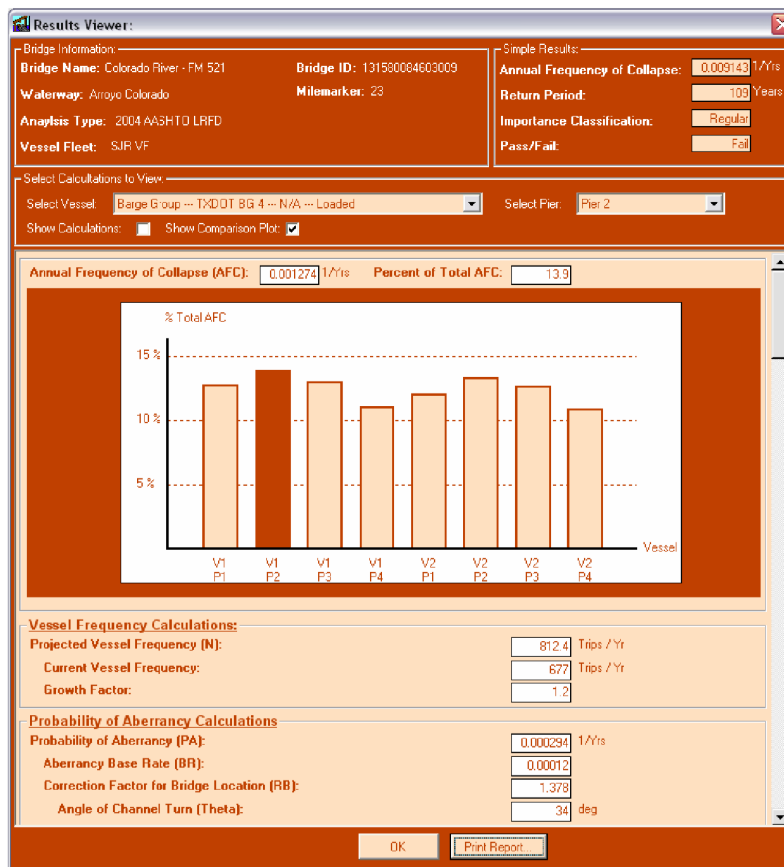 Results Viewer:
Bridge Information:
Bridge Name: Colorado River - FM 521 Bridge ID: 131580084603009
Waterway: Arroyo Colorado Milemarker: 23
Anaylsis Type: 2004 AASHTO LRFD
Vessel Fleet: SJR VF
Simple Results:
Annual Frequency of Collapse: 0.009143 1/Yrs
Return Period: 109 Years
Importance Classification: Regular
Pass/Fail: Fail
Select Calcultations to View:
Select Vessel: Barge Group --- TXDOT BG 4 --- N/A --- Loaded Select Pier: Pier 2
Show Calculations: Show Comparison Plot:
Annual Frequency of Collapse (AFC): 0.001274 1/Yrs Percent of Total AFC: 13.9
% Total AFC
15 %
10 %
5 %
Vessel
V1 V1 V1 V1 V2 V2 V2 V2
P1 P2 P3 P4 P1 P2 P3 P4
Vessel Frequency Calculations:
Projected Vessel Frequency (N): 812.4 Trips / Yr
Current Vessel Frequency: 677 Trips / Yr
Growth Factor: 1.2
Probability of Aberrancy Calculations
Probability of Aberrancy (PA): 0.000294 1/Yrs
Aberrancy Base Rate (BR): 0.00012
Correction Factor for Bridge Location (RB): 1.378
Angle of Channel Turn (Theta): 34 deg
OK Print Report...